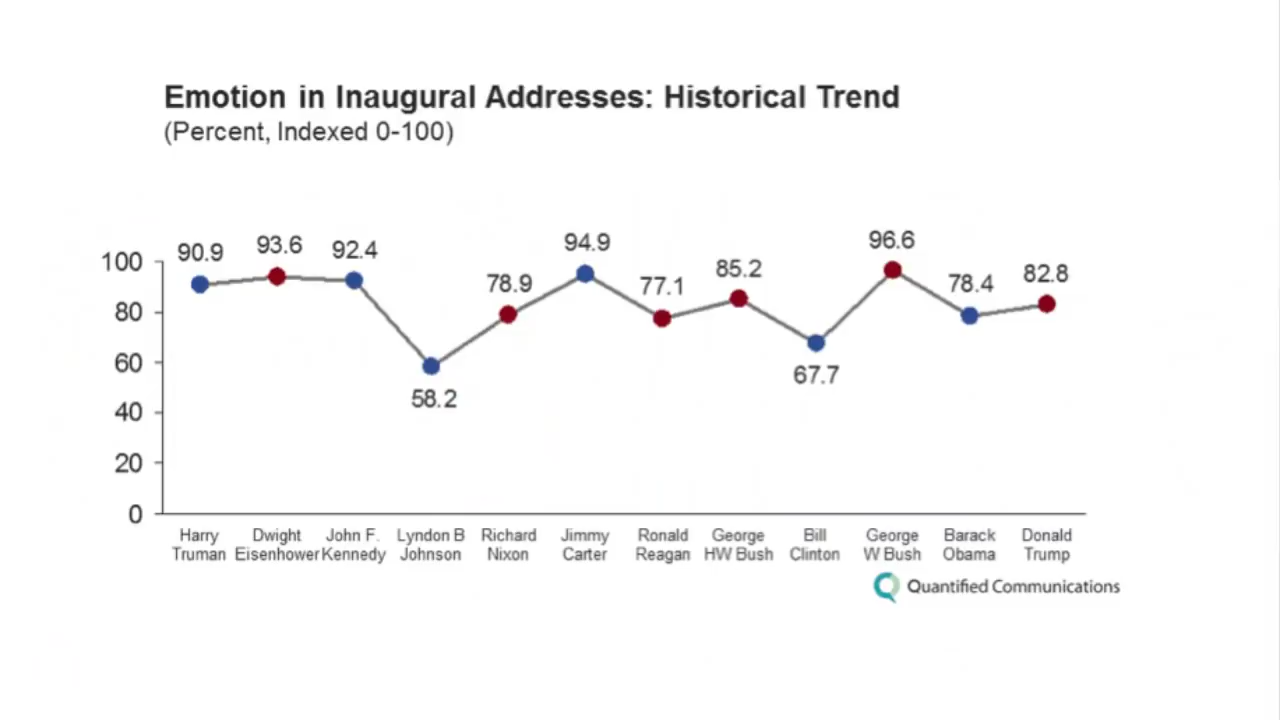 Emotion in Inaugural Addresses: Historical Trend
(Percent, Indexed 0-100)
90.9 93.6 92.4 58.2 78.9 94.9 77.1 85.2 67.7 96.6 78.4 82.8
100
80
60
40
20
0
Harry Truman
Dwight Eisenhower
John F. Kennedy
Lyndon B Johnson
Richard Nixon
Jimmy Carter
Ronald Reagan
George HW Bush
Bill Clinton
George W Bush
Barack Obama
Donald Trump
Quantified Communications